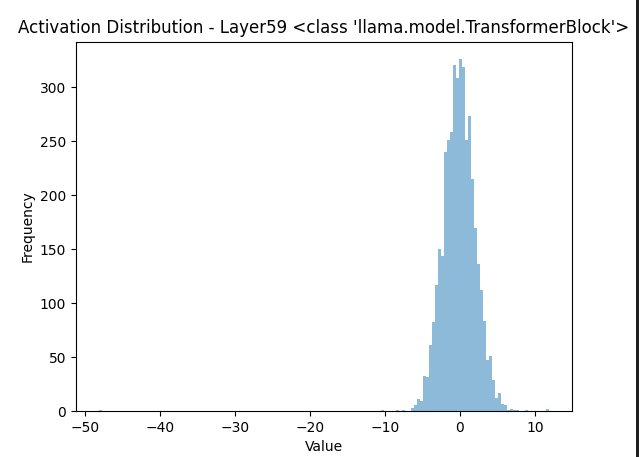 Activation Distribution - Layer59 <class 'llama.model.TransformerBlock'>
300
250
200
150
100
50
0
Frequency
−50 −40 −30 −20 −10 0 10
Value